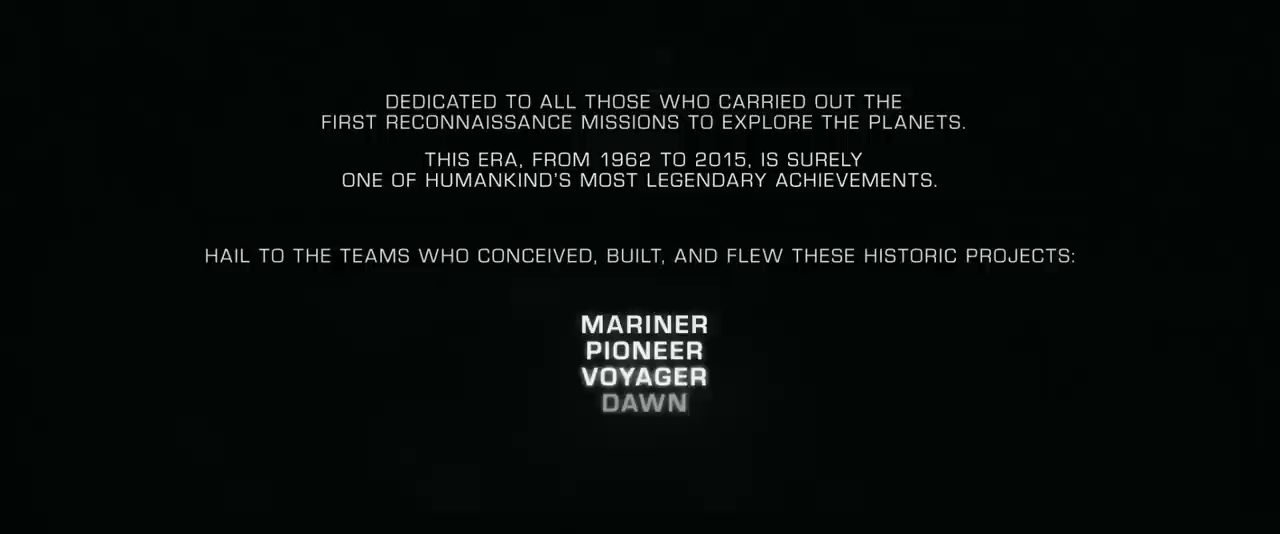 DEDICATED TO ALL THOSE WHO CARRIED OUT THE
FIRST RECONNAISSANCE MISSIONS TO EXPLORE THE PLANETS.
THIS ERA, FROM 1962 TO 2015, IS SURELY
ONE OF HUMANKIND'S MOST LEGENDARY ACHIEVEMENTS.
HAIL TO THE TEAMS WHO CONCEIVED, BUILT, AND FLEW THESE HISTORIC PROJECTS:
MARINER
PIONEER
VOYAGER
DAWN